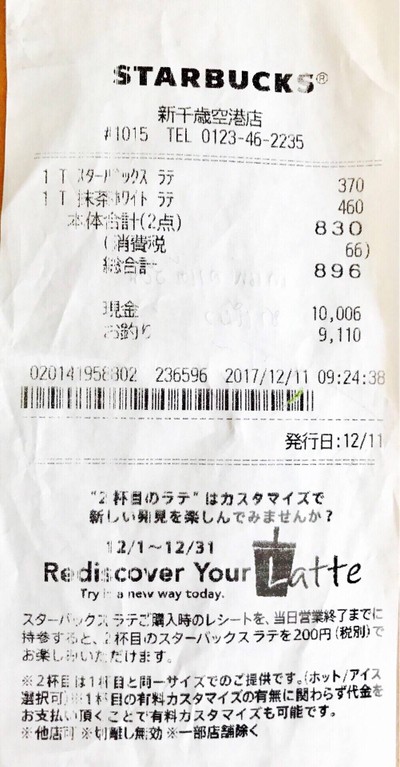 STARBUCKS®
新千歳空港店
#1015 TEL 0123-46-2235
1 T スターバックス ラテ 370
1 T 抹茶ホワイト ラテ 460
本体合計(2点) 830
(消費税 66)
総合計 896
現金 10,006
お釣り 9,110
020141958802 236596 2017/12/11 09:24:38
発行日:12/11
“2杯目のラテ”はカスタマイズで
新しい発見を楽しんでみませんか?
12/1~12/31
Rediscover Your Latte
Try in a new way today.
スターバックス ラテご購入時のレシートを、当日営業終了までに
持参すると、2杯目のスターバックス ラテを200円(税別)で
お楽しみいただけます。
※2杯目は1杯目と同一サイズでのご提供です。(ホット/アイス
選択可)※1杯目の有料カスタマイズの有無に関わらず代金を
お支払い頂くことで有料カスタマイズも可能です。
※他店可 ※切離し無効 ※一部店舗除く